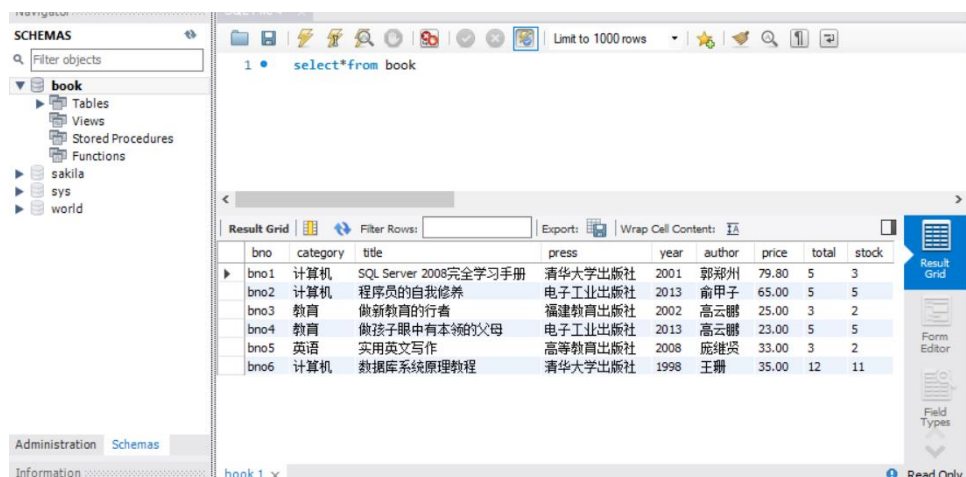 SCHEMAS
Filter objects
book
Tables
Views
Stored Procedures
Functions
sakila
sys
world
Administration Schemas
Information
Limit to 1000 rows
1 select*from book
Result Grid Filter Rows: Export: Wrap Cell Content: IA
bno category title press year author price total stock
bno1 计算机 SQL Server 2008完全学习手册 清华大学出版社 2001 郭郑州 79.80 5 3
bno2 计算机 程序员的自我修养 电子工业出版社 2013 俞甲子 65.00 5 5
bno3 教育 做新教育的行者 福建教育出版社 2002 高云鹏 25.00 3 2
bno4 教育 做孩子眼中有本领的父母 电子工业出版社 2013 高云鹏 23.00 5 5
bno5 英语 实用英文写作 高等教育出版社 2008 庞继贤 33.00 3 2
bno6 计算机 数据库系统原理教程 清华大学出版社 1998 王珊 35.00 12 11
Result
Grid
Form
Editor
Field
Types
book 1
Read Only